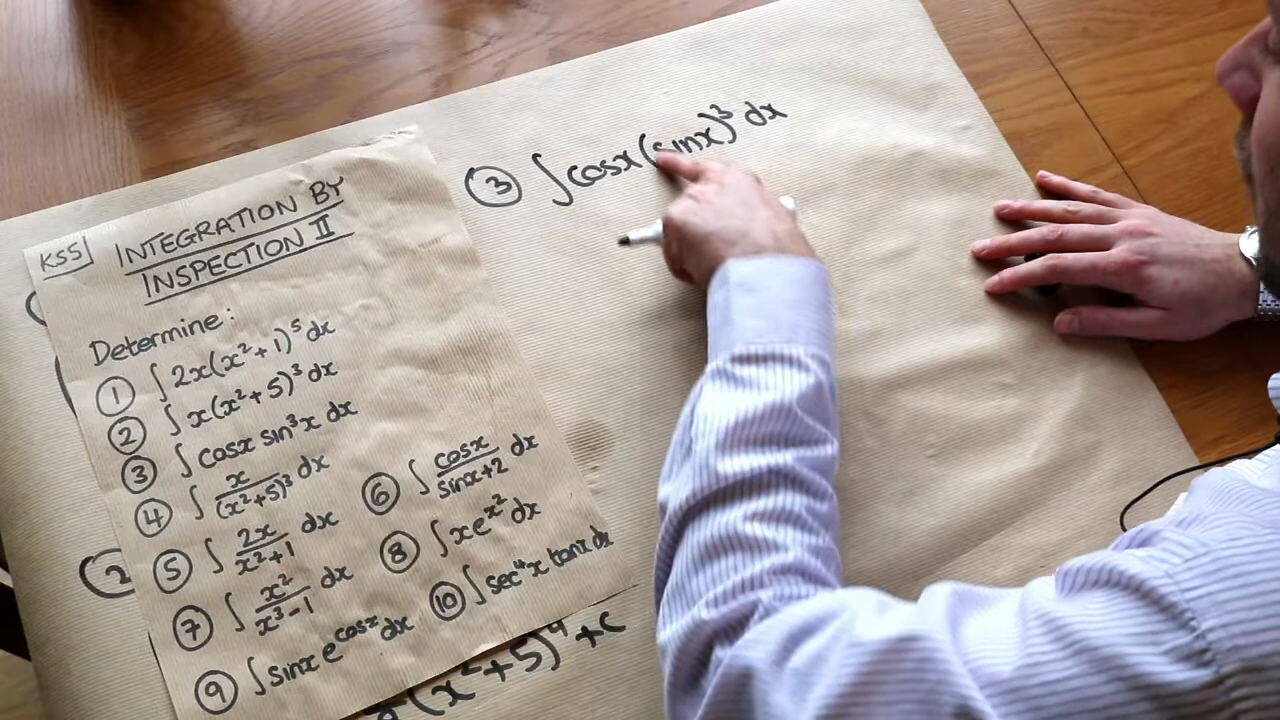 KS5
INTEGRATION BY
INSPECTION II
Determine:
① ∫ 2x(x²+1)⁵ dx
② ∫ x(x²+5)³ dx
③ ∫ cosx sin³x dx
④ ∫ x/(x²+5)³ dx
⑤ ∫ 2x/(x²+1) dx
⑥ ∫ cosx/(sinx+2) dx
⑦ ∫ x²/(x³-1) dx
⑧ ∫ xe^(x²) dx
⑨ ∫ sinx e^(cosx) dx
⑩ ∫ sec⁴x tanx dx
③ ∫ cosx(sinx)³ dx
②
(x²+5)⁴ + c